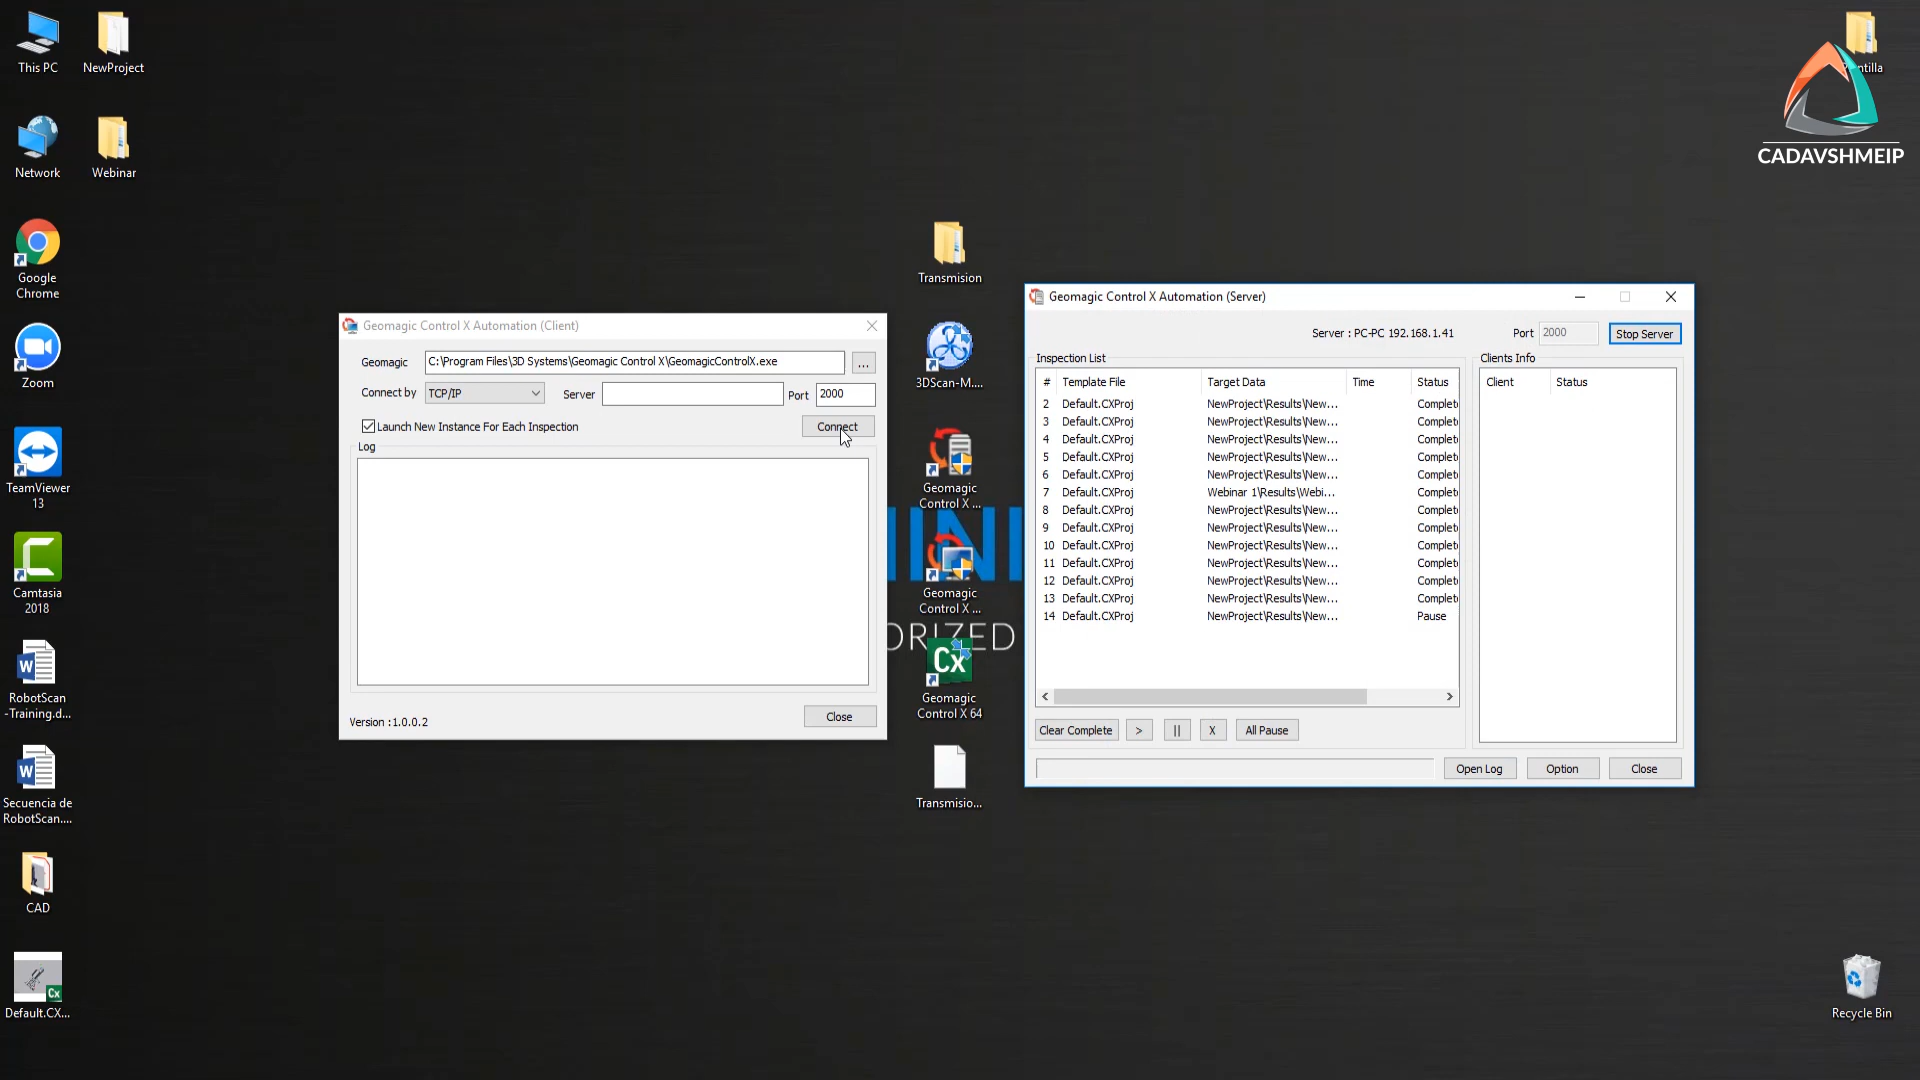 This PC
NewProject
Network
Webinar
Google
Chrome
Zoom
TeamViewer
13
Camtasia
2018
RobotScan
-Training.d...
Secuencia de
RobotScan....
CAD
Default.CX...
Geomagic Control X Automation (Client)
Geomagic
C:\Program Files\3D Systems\Geomagic Control X\GeomagicControlX.exe
...
Connect by
TCP/IP
Server
Port
2000
Launch New Instance For Each Inspection
Connect
Log
Version :1.0.0.2
Close
Transmision
3DScan-M....
Geomagic
Control X ...
Geomagic
Control X ...
ORIZED
Cx
Geomagic
Control X 64
Transmisio...
Geomagic Control X Automation (Server)
Server : PC-PC 192.168.1.41
Port
2000
Stop Server
Inspection List
# Template File Target Data Time Status
2 Default.CXProj NewProject\Results\New... Complet
3 Default.CXProj NewProject\Results\New... Complet
4 Default.CXProj NewProject\Results\New... Complet
5 Default.CXProj NewProject\Results\New... Complet
6 Default.CXProj NewProject\Results\New... Complet
7 Default.CXProj Webinar 1\Results\Webi... Complet
8 Default.CXProj NewProject\Results\New... Complet
9 Default.CXProj NewProject\Results\New... Complet
10 Default.CXProj NewProject\Results\New... Complet
11 Default.CXProj NewProject\Results\New... Complet
12 Default.CXProj NewProject\Results\New... Complet
13 Default.CXProj NewProject\Results\New... Complet
14 Default.CXProj NewProject\Results\New... Pause
Clear Complete
>
||
X
All Pause
Clients Info
Client Status
Open Log
Option
Close
CADAVSHMEIP
Recycle Bin